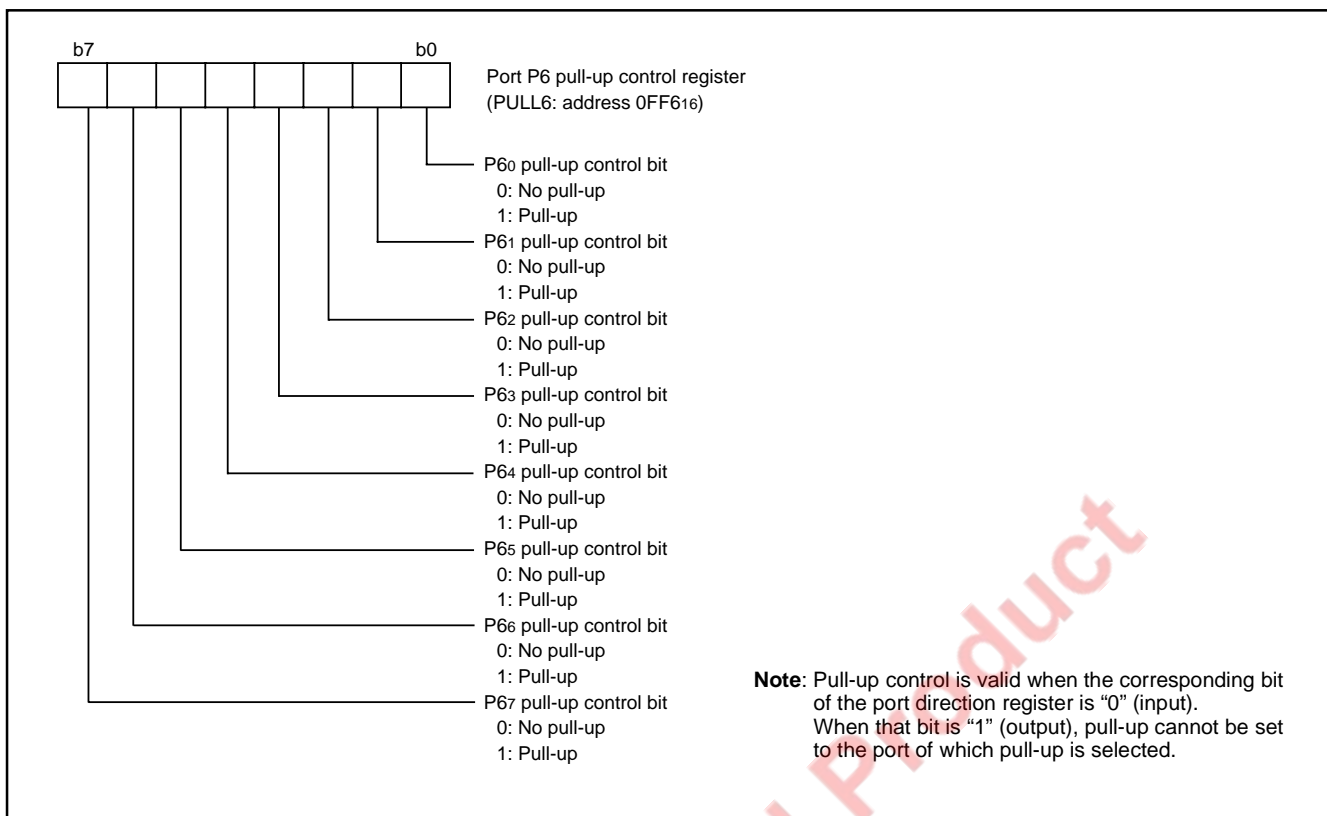 b7 b0
Port P6 pull-up control register
(PULL6: address 0FF616)
P60 pull-up control bit
0: No pull-up
1: Pull-up
P61 pull-up control bit
0: No pull-up
1: Pull-up
P62 pull-up control bit
0: No pull-up
1: Pull-up
P63 pull-up control bit
0: No pull-up
1: Pull-up
P64 pull-up control bit
0: No pull-up
1: Pull-up
P65 pull-up control bit
0: No pull-up
1: Pull-up
P66 pull-up control bit
0: No pull-up
1: Pull-up
P67 pull-up control bit
0: No pull-up
1: Pull-up
Note: Pull-up control is valid when the corresponding bit
of the port direction register is “0” (input).
When that bit is “1” (output), pull-up cannot be set
to the port of which pull-up is selected.
Product